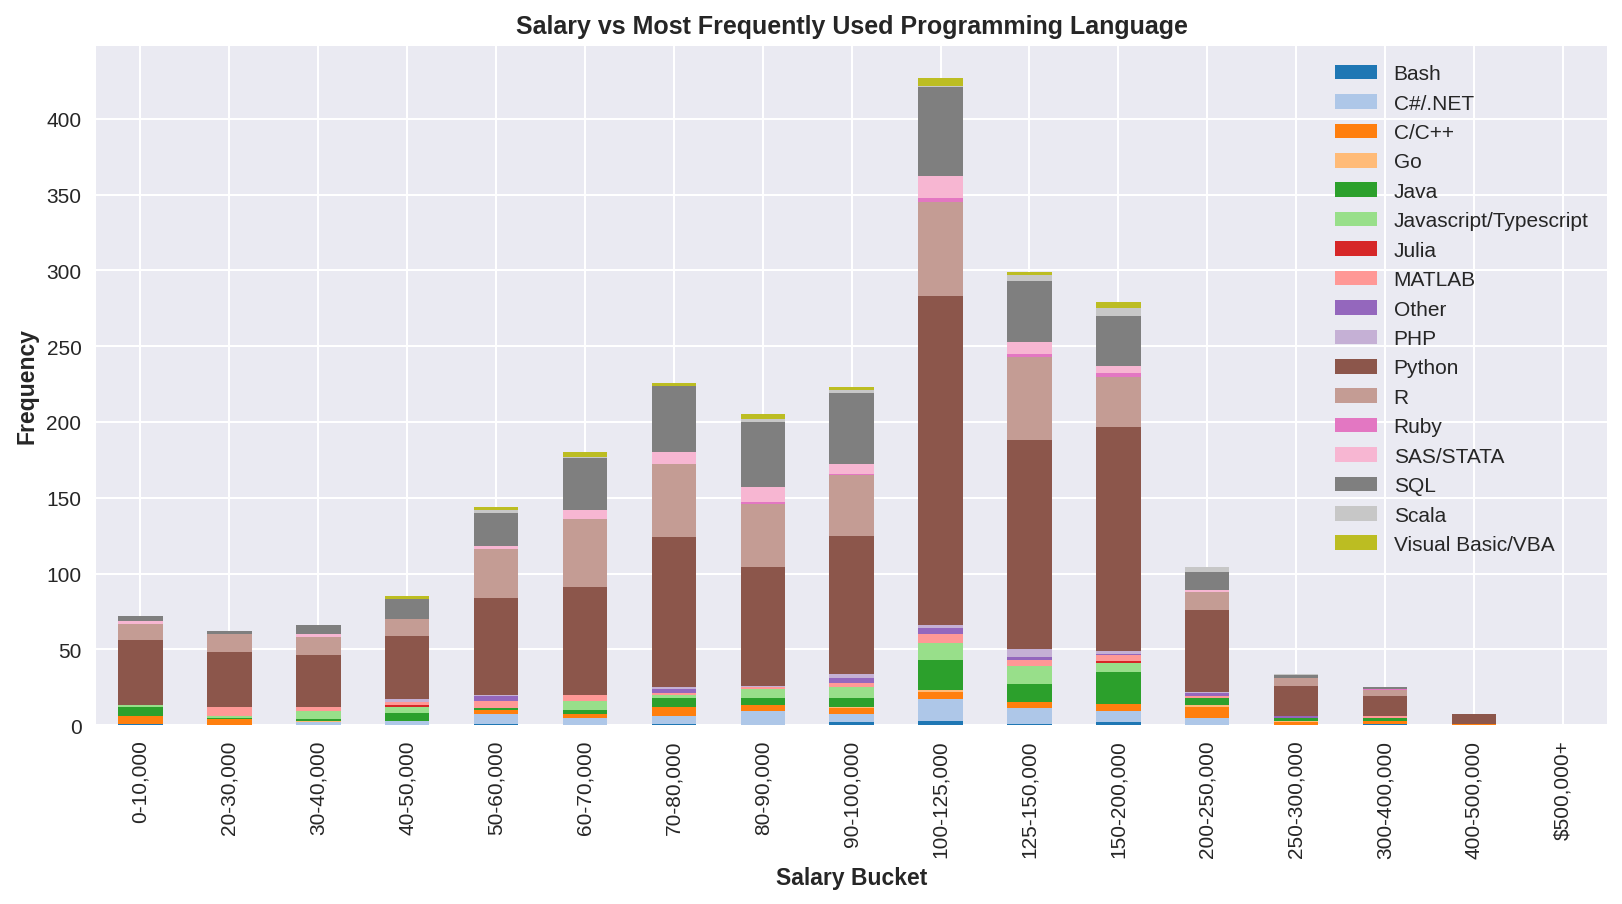 Salary vs Most Frequently Used Programming Language
Frequency
400
350
300
250
200
150
100
50
0
Bash
C#/.NET
C/C++
Go
Java
Javascript/Typescript
Julia
MATLAB
Other
PHP
Python
R
Ruby
SAS/STATA
SQL
Scala
Visual Basic/VBA
0-10,000
20-30,000
30-40,000
40-50,000
50-60,000
60-70,000
70-80,000
80-90,000
90-100,000
100-125,000
125-150,000
150-200,000
200-250,000
250-300,000
300-400,000
400-500,000
$500,000+
Salary Bucket